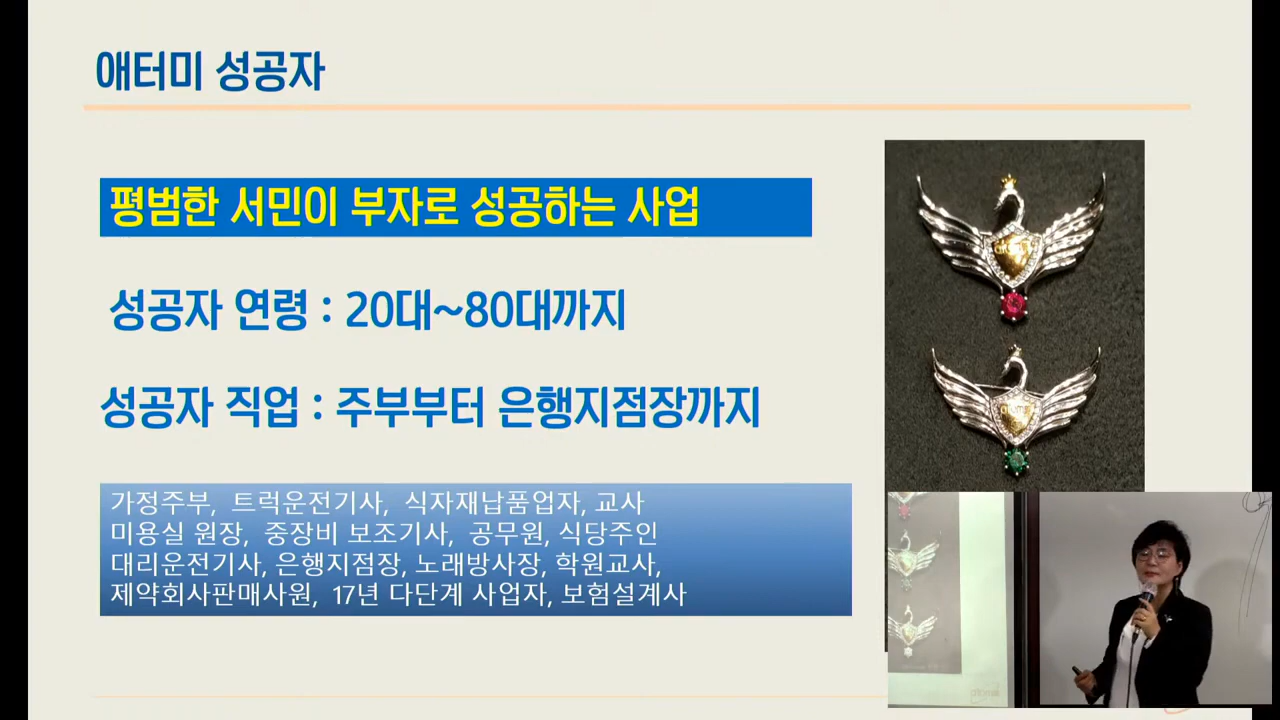 애터미 성공자
평범한 서민이 부자로 성공하는 사업
성공자 연령 : 20대~80대까지
성공자 직업 : 주부부터 은행지점장까지
가정주부, 트럭운전기사, 식자재납품업자, 교사
미용실 원장, 중장비 보조기사, 공무원, 식당주인
대리운전기사, 은행지점장, 노래방사장, 학원교사,
제약회사판매사원, 17년 다단계 사업자, 보험설계사